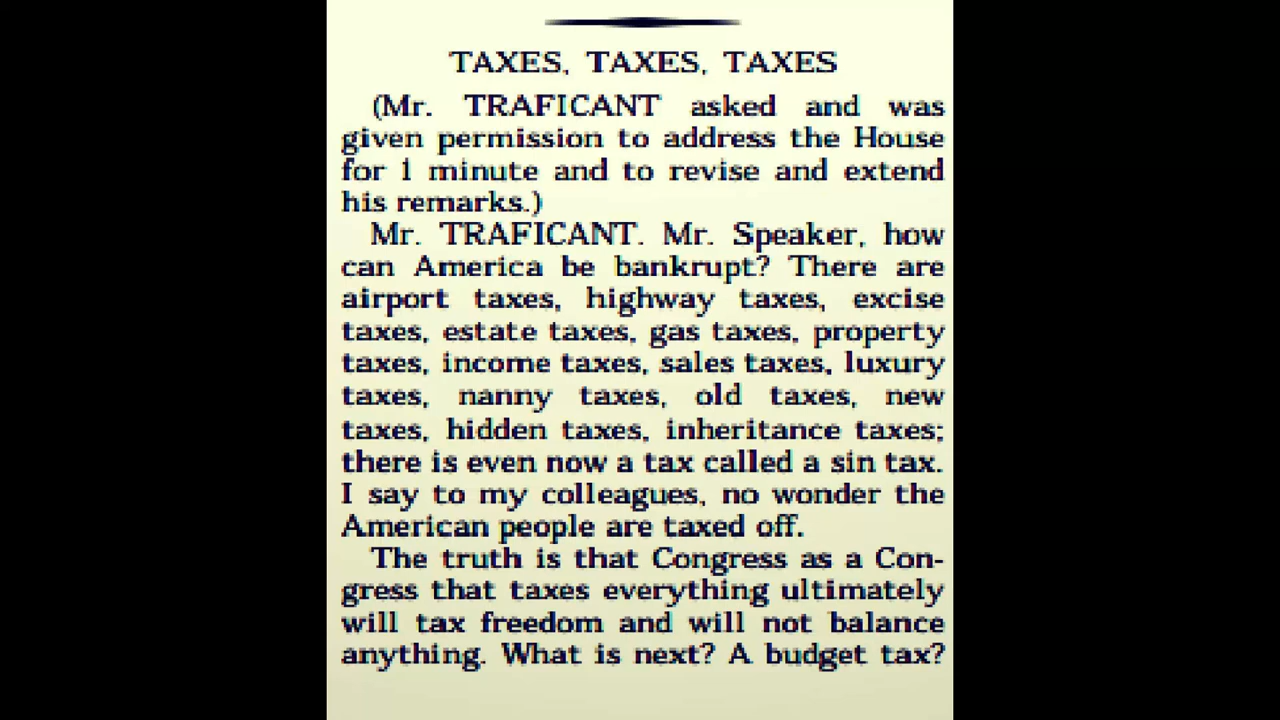 TAXES, TAXES, TAXES
(Mr. TRAFICANT asked and was
given permission to address the House
for 1 minute and to revise and extend
his remarks.)
Mr. TRAFICANT. Mr. Speaker, how
can America be bankrupt? There are
airport taxes, highway taxes, excise
taxes, estate taxes, gas taxes, property
taxes, income taxes, sales taxes, luxury
taxes, nanny taxes, old taxes, new
taxes, hidden taxes, inheritance taxes;
there is even now a tax called a sin tax.
I say to my colleagues, no wonder the
American people are taxed off.
The truth is that Congress as a Con-
gress that taxes everything ultimately
will tax freedom and will not balance
anything. What is next? A budget tax?